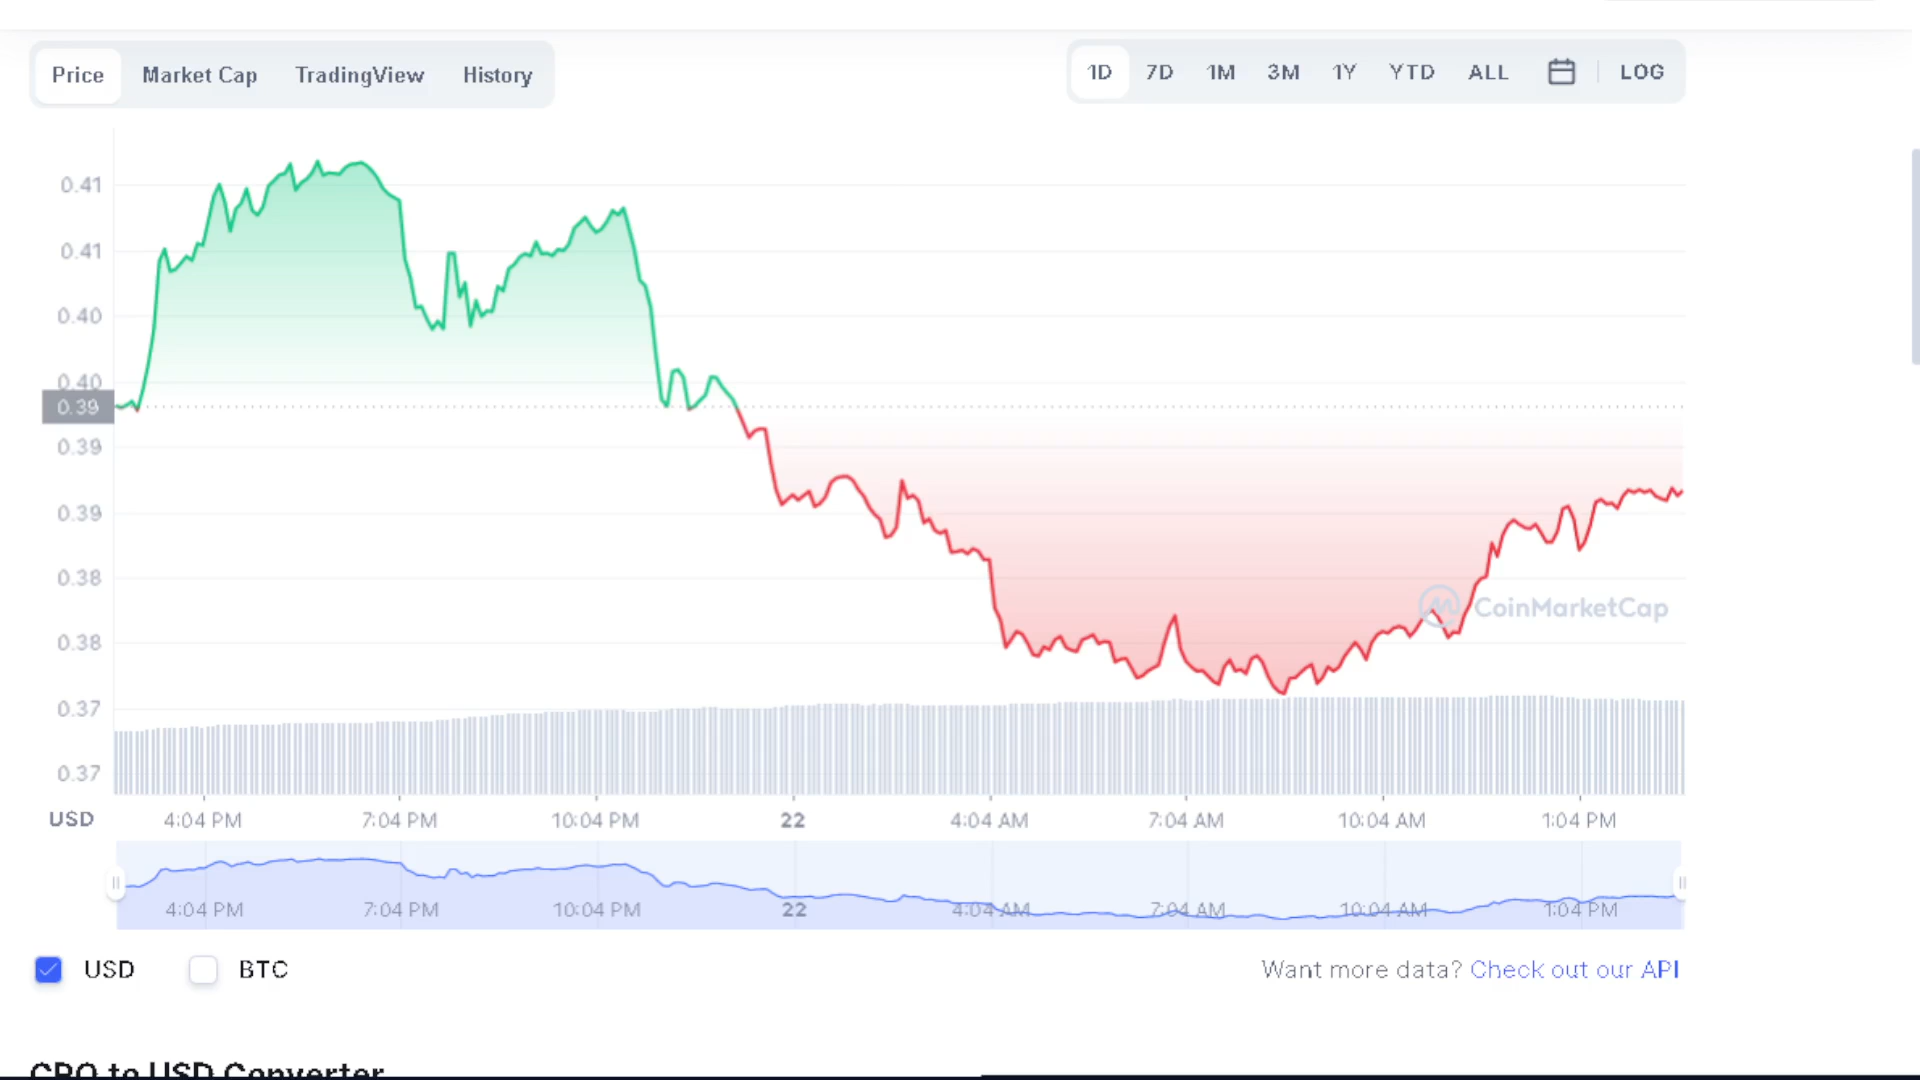 Price Market Cap TradingView History
1D 7D 1M 3M 1Y YTD ALL LOG
0.41
0.41
0.40
0.40
0.39
0.39
0.39
0.38
0.38
0.37
0.37
CoinMarketCap
USD 4:04 PM 7:04 PM 10:04 PM 22 4:04 AM 7:04 AM 10:04 AM 1:04 PM
4:04 PM 7:04 PM 10:04 PM 22 4:04 AM 7:04 AM 10:04 AM 1:04 PM
USD BTC
Want more data? Check out our API
CRO to USD Converter